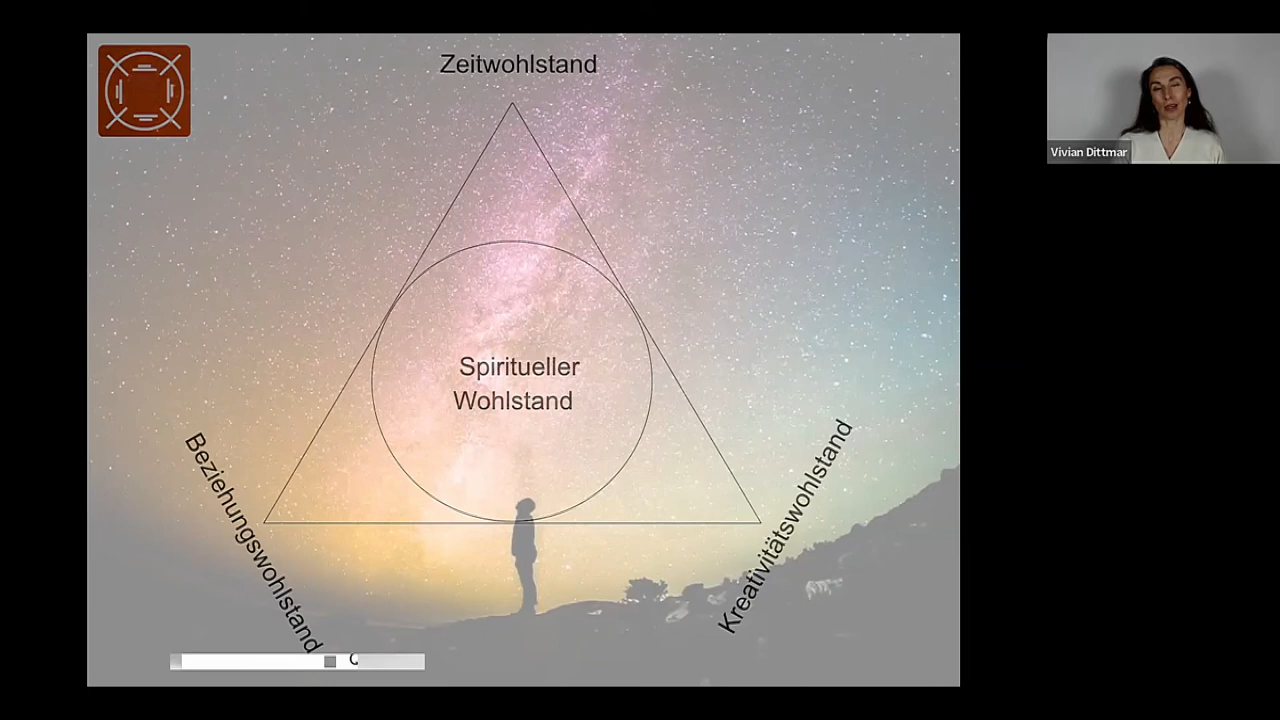 Zeitwohlstand
Vivian Dittmar
Spiritueller
Wohlstand
Beziehungswohlstand
Kreativitätswohlstand